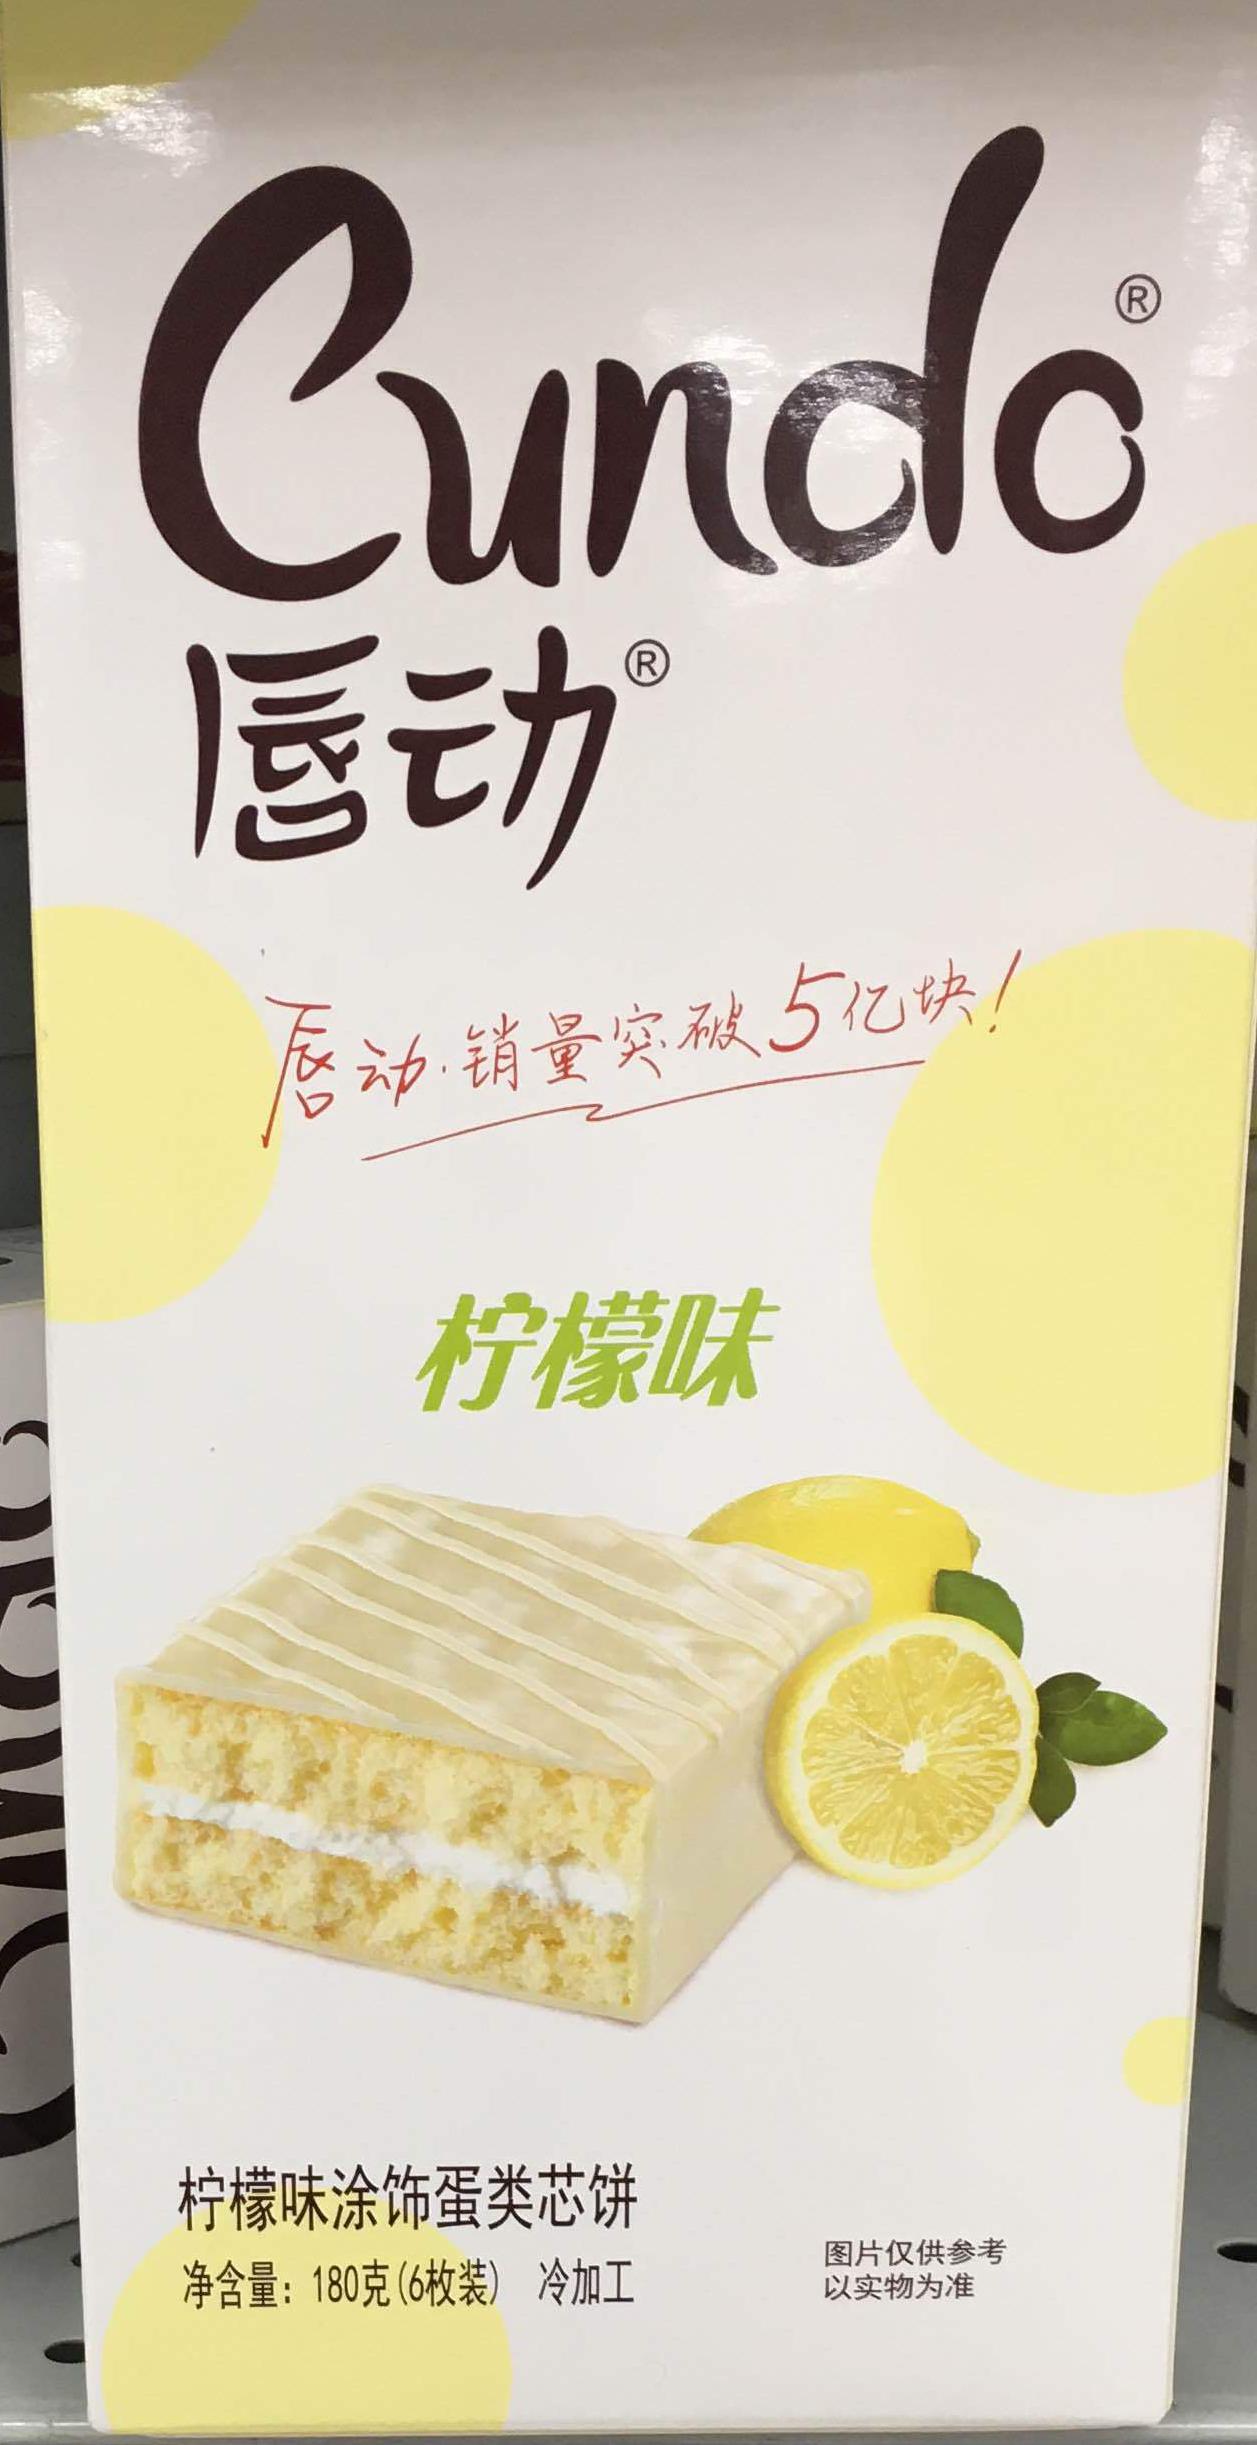 Cundo®
唇动®
唇动·销量突破5亿块!
柠檬味
柠檬味涂饰蛋类芯饼
净含量：180克(6枚装) 冷加工
图片仅供参考
以实物为准